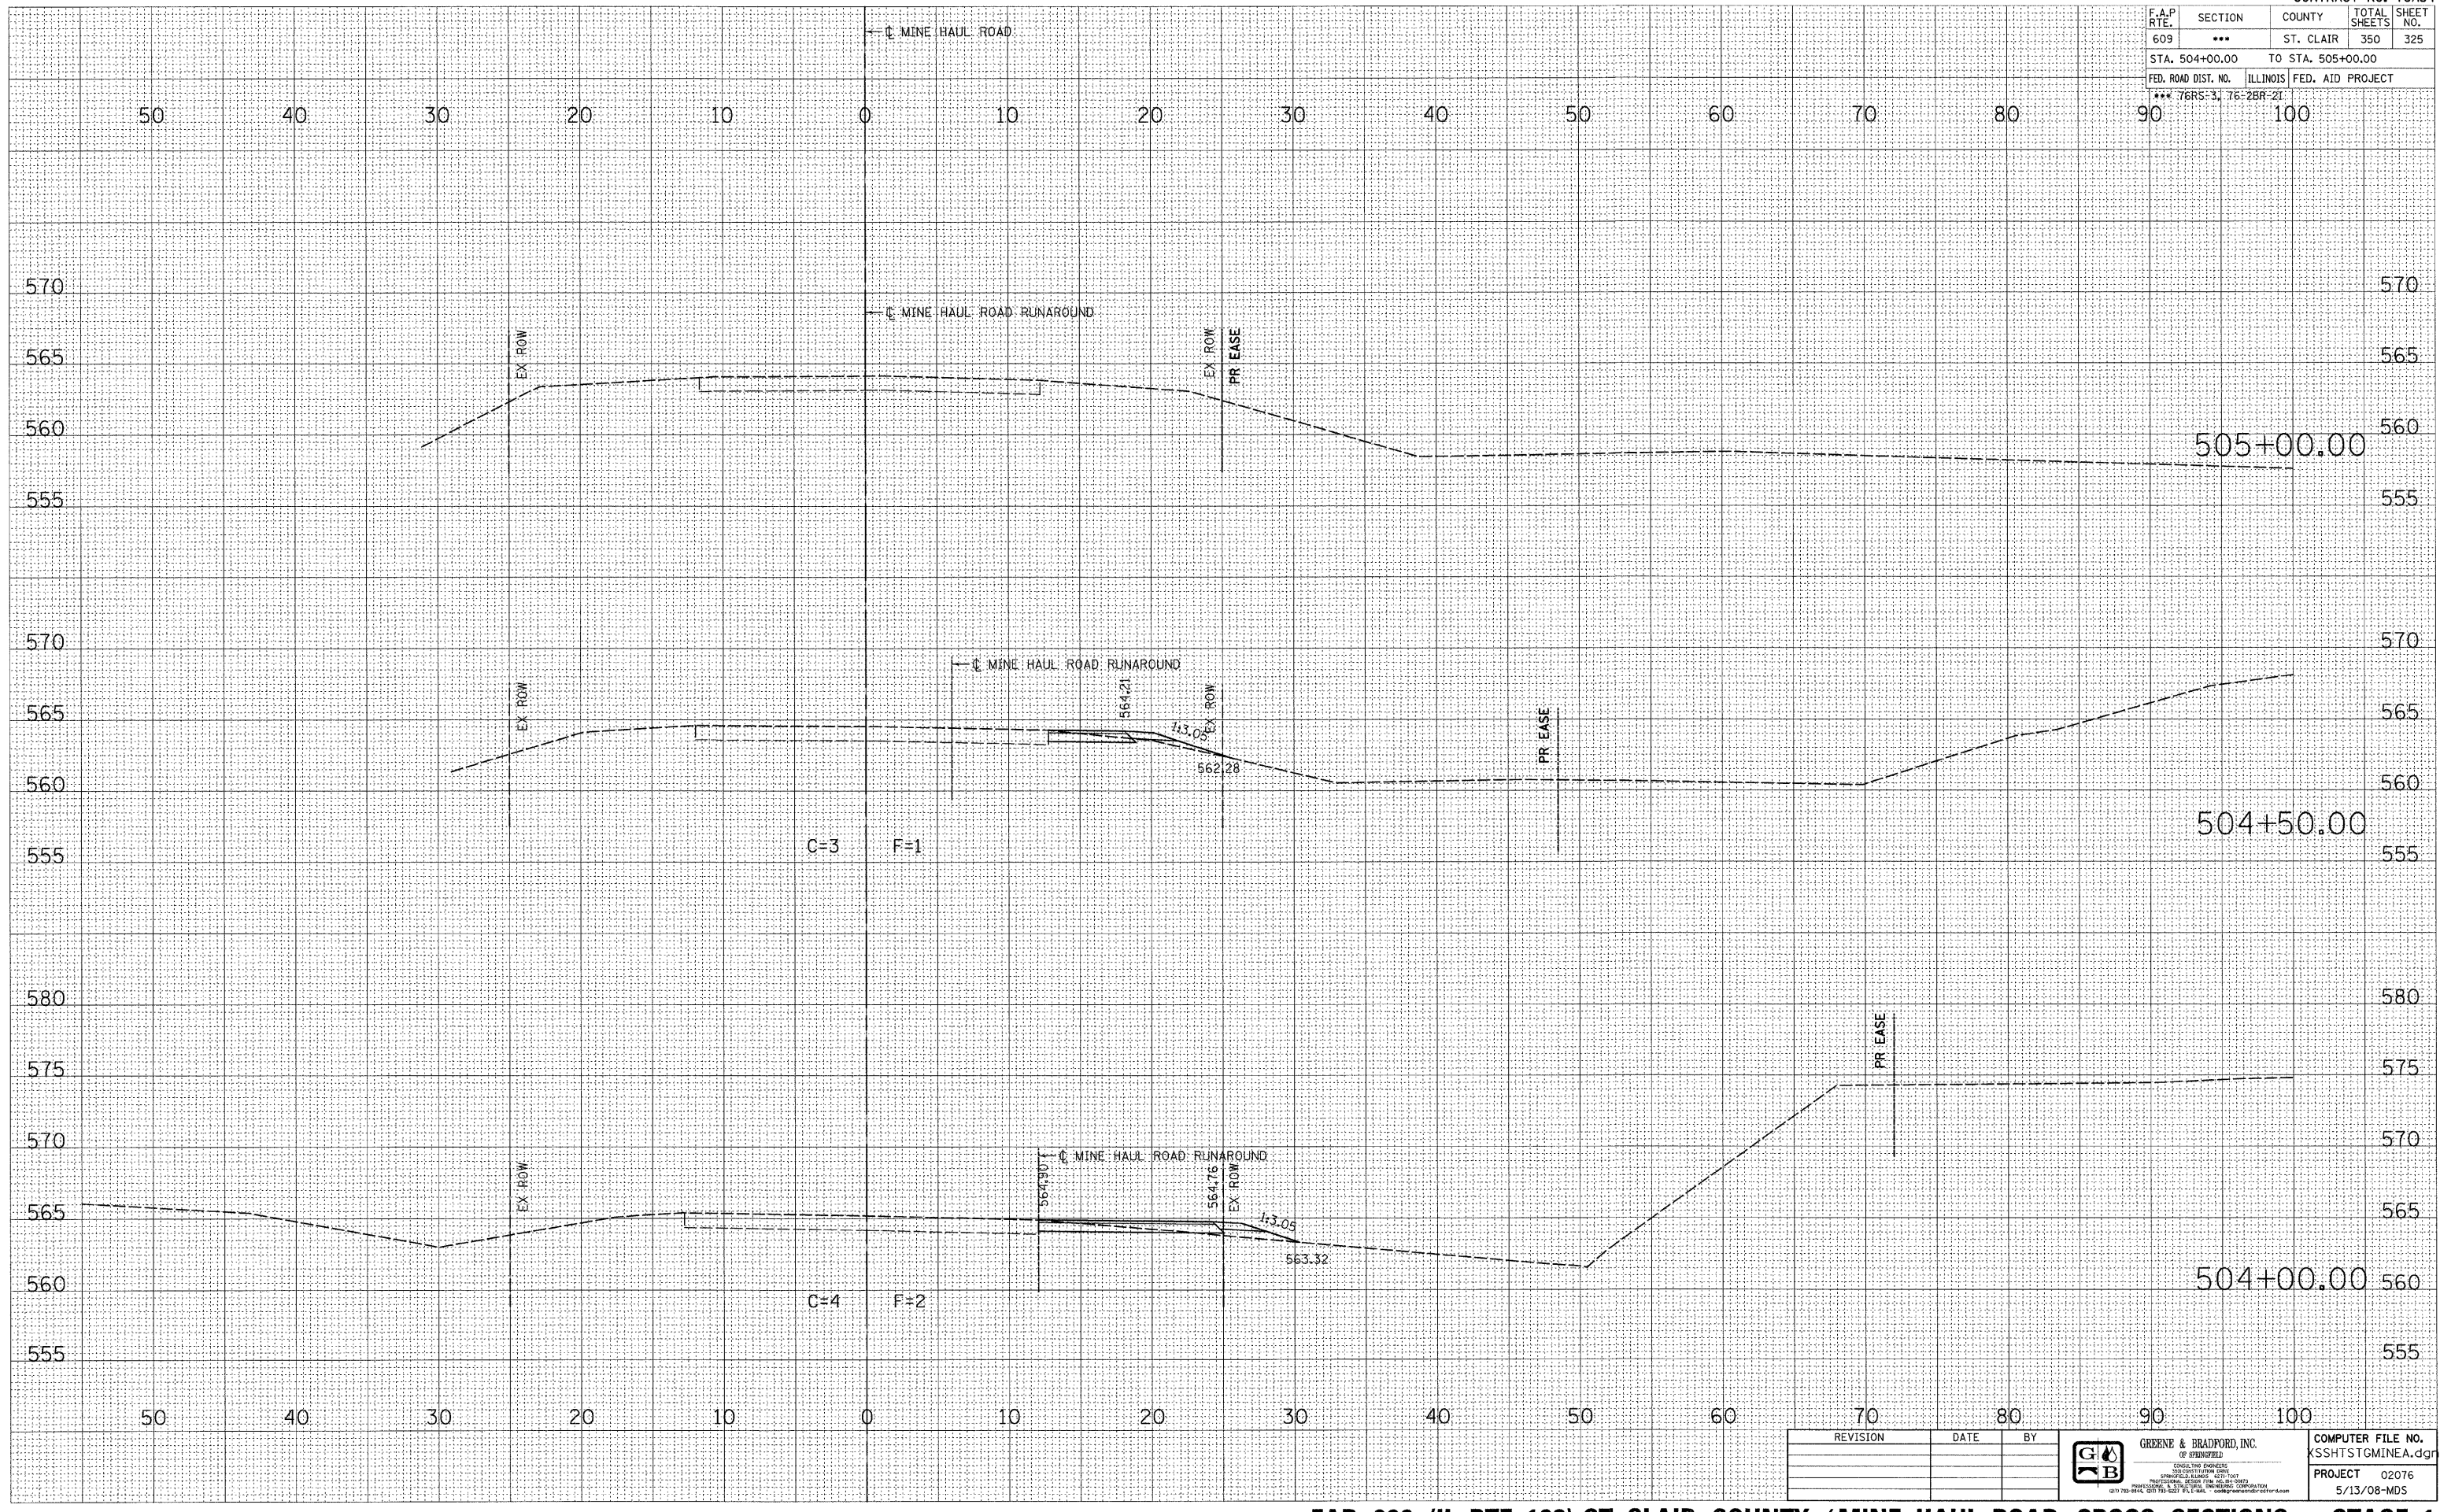 F.A.P RTE. SECTION COUNTY TOTAL SHEETS SHEET NO.
609 *** ST. CLAIR 350 325
STA. 504+00.00 TO STA. 505+00.00
FED. ROAD DIST. NO. ILLINOIS FED. AID PROJECT
*** 76RS-3, 76-2BR-2I
℄ MINE HAUL ROAD
50 40 30 20 10 0 10 20 30 40 50 60 70 80 90 100
570 570
℄ MINE HAUL ROAD RUNAROUND
EX ROW EX ROW PR EASE
565 565
560 560
505+00.00
555 555
570 570
℄ MINE HAUL ROAD RUNAROUND
EX ROW 564.21 EX ROW PR EASE
565 565
1:3.05
562.28
560 560
504+50.00
C=3 F=1
555 555
580 580
575 575
PR EASE
570 570
℄ MINE HAUL ROAD RUNAROUND
EX ROW 564.90 564.76 EX ROW
565 565
1:3.05
563.32
560 504+00.00 560
C=4 F=2
555 555
50 40 30 20 10 0 10 20 30 40 50 60 70 80 90 100
REVISION DATE BY
G B
GREENE & BRADFORD, INC.
OF SPRINGFIELD
CONSULTING ENGINEERS
3501 CONSTITUTION DRIVE
COMPUTER FILE NO.
XSSHTSTGMINEA.dgn
PROJECT 02076
5/13/08-MDS